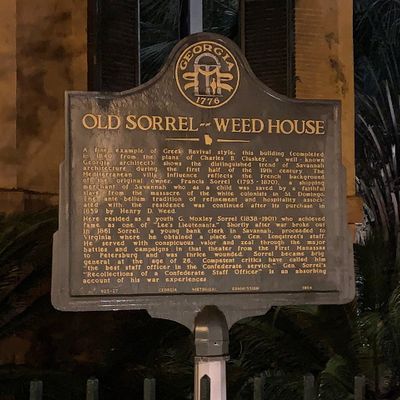 GEORGIA
1776
OLD SORREL--WEED HOUSE
A fine example of Greek Revival style, this building (completed
in 1840 from the plans of Charles B. Cluskey, a well-known
Georgia architect) shows the distinguished trend of Savannah
architecture during the first half of the 19th century. The
Mediterranean villa influence reflects the French background
of the original owner, Francis Sorrel (1793-1870), a shipping
merchant of Savannah who as a child was saved by a faithful
slave from the massacre of the white colonists in St. Domingo.
The ante-bellum tradition of refinement and hospitality associ-
ated with the residence was continued after its purchase in
1859 by Henry D. Weed.
Here resided as a youth G. Moxley Sorrel (1838-1901) who achieved
fame as one of "Lee's Lieutenants." Shortly after war broke out
in 1861 Sorrel, a young bank clerk in Savannah, proceeded to
Virginia where he obtained a place on Gen. Longstreet's staff.
He served with conspicuous valor and zeal through the major
battles and campaigns in that theater from the First Manassas
to Petersburg and was thrice wounded. Sorrel became brig.
general at the age of 26. Competent critics have called him
"the best staff officer in the Confederate service." Gen. Sorrel's
"Recollections of a Confederate Staff Officer" is an absorbing
account of his war experiences.
GEORGIA HISTORICAL COMMISSION 1954